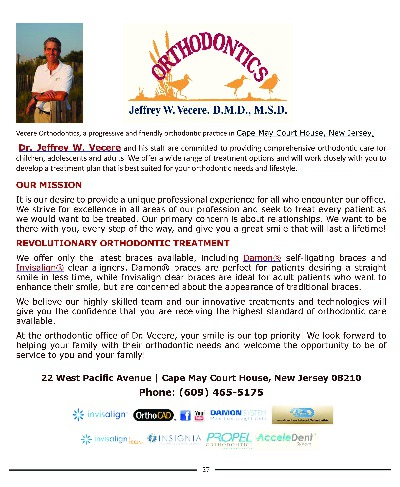 ORTHODONTICS
Jeffrey W. Vecere, D.M.D., M.S.D.
Vecere Orthodontics, a progressive and friendly orthodontic practice in Cape May Court House, New Jersey.
Dr. Jeffrey W. Vecere and his staff are committed to providing comprehensive orthodontic care for
children, adolescents and adults. We offer a wide range of treatment options and will work closely with you to
develop a treatment plan that is best suited for your orthodontic needs and lifestyle.
OUR MISSION
It is our desire to provide a unique professional experience for all who encounter our office.
We strive for excellence in all areas of our profession and seek to treat every patient as
we would want to be treated. Our primary concern is about relationships. We want to be
there with you, every step of the way, and give you a great smile that will last a lifetime!
REVOLUTIONARY ORTHODONTIC TREATMENT
We offer only the latest braces available, including Damon® self-ligating braces and
Invisalign® clear aligners. Damon® braces are perfect for patients desiring a straight
smile in less time, while Invisalign clear braces are ideal for adult patients who want to
enhance their smile, but are concerned about the appearance of traditional braces.
We believe our highly skilled team and our innovative treatments and technologies will
give you the confidence that you are receiving the highest standard of orthodontic care
available.
At the orthodontic office of Dr. Vecere, your smile is our top priority. We look forward to
helping your family with their orthodontic needs and welcome the opportunity to be of
service to you and your family.
22 West Pacific Avenue | Cape May Court House, New Jersey 08210
Phone: (609) 465-5175
invisalign OrthoCAD f You DAMON SYSTEM
invisalign teen INSIGNIA PROPEL ORTHODONTICS AcceleDent
27